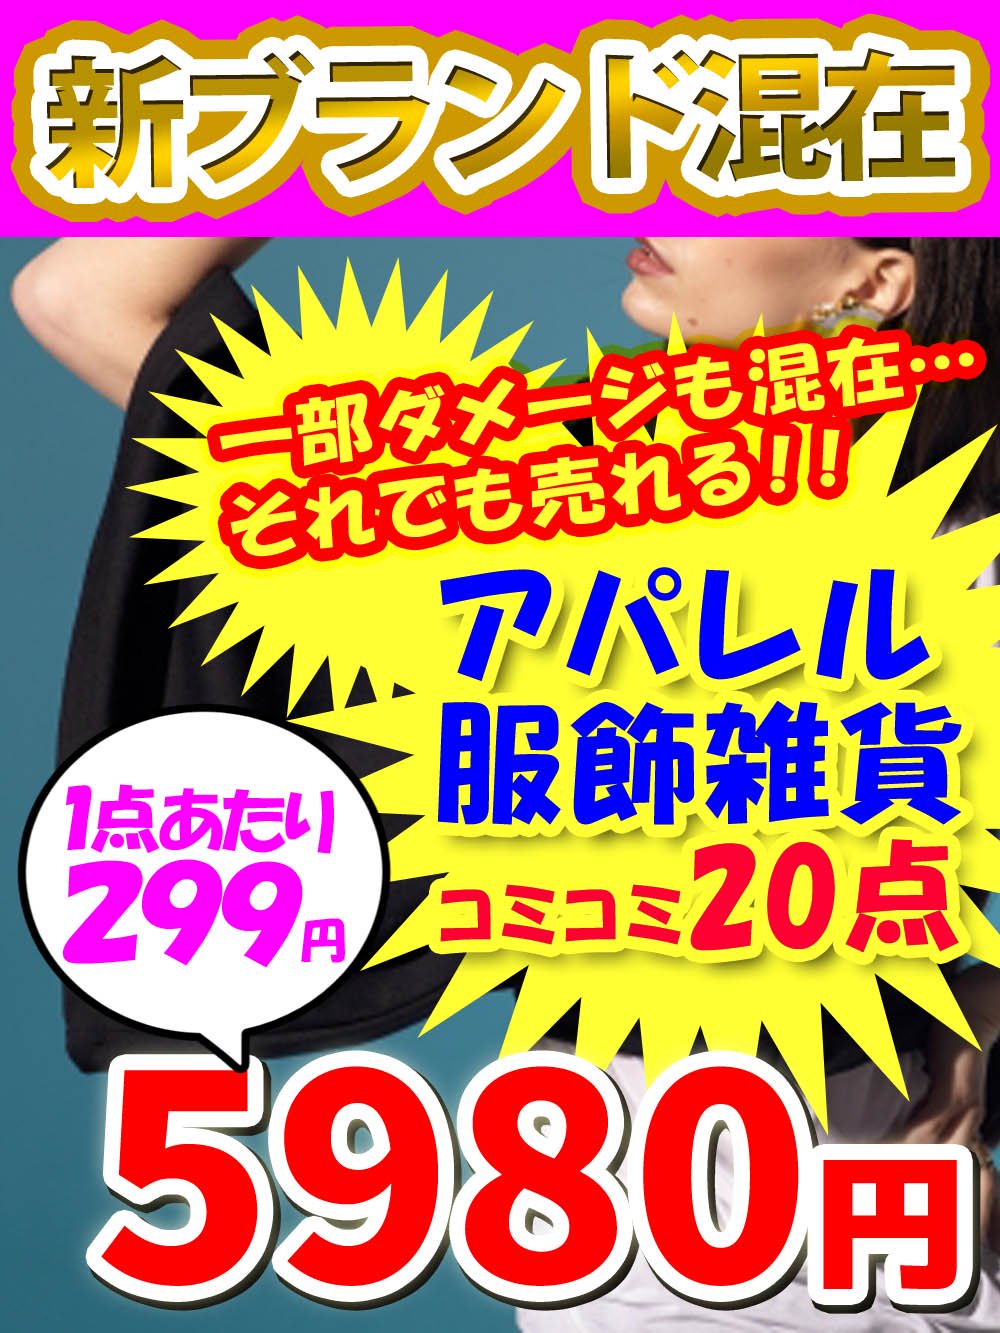 新ブランド混在
一部ダメージも混在…
それでも売れる!!
アパレル
服飾雑貨
コミコミ20点
1点あたり
299円
5980円